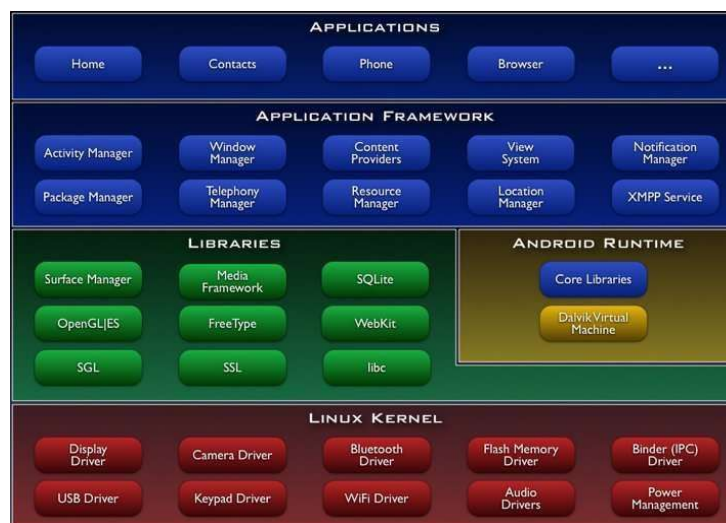 APPLICATIONS
Home
Contacts
Phone
Browser
...
APPLICATION FRAMEWORK
Activity Manager
Window
Manager
Content
Providers
View
System
Notification
Manager
Package Manager
Telephony
Manager
Resource
Manager
Location
Manager
XMPP Service
LIBRARIES
Surface Manager
Media
Framework
SQLite
OpenGL|ES
FreeType
WebKit
SGL
SSL
libc
ANDROID RUNTIME
Core Libraries
Dalvik Virtual
Machine
LINUX KERNEL
Display
Driver
Camera Driver
Bluetooth
Driver
Flash Memory
Driver
Binder (IPC)
Driver
USB Driver
Keypad Driver
WiFi Driver
Audio
Drivers
Power
Management